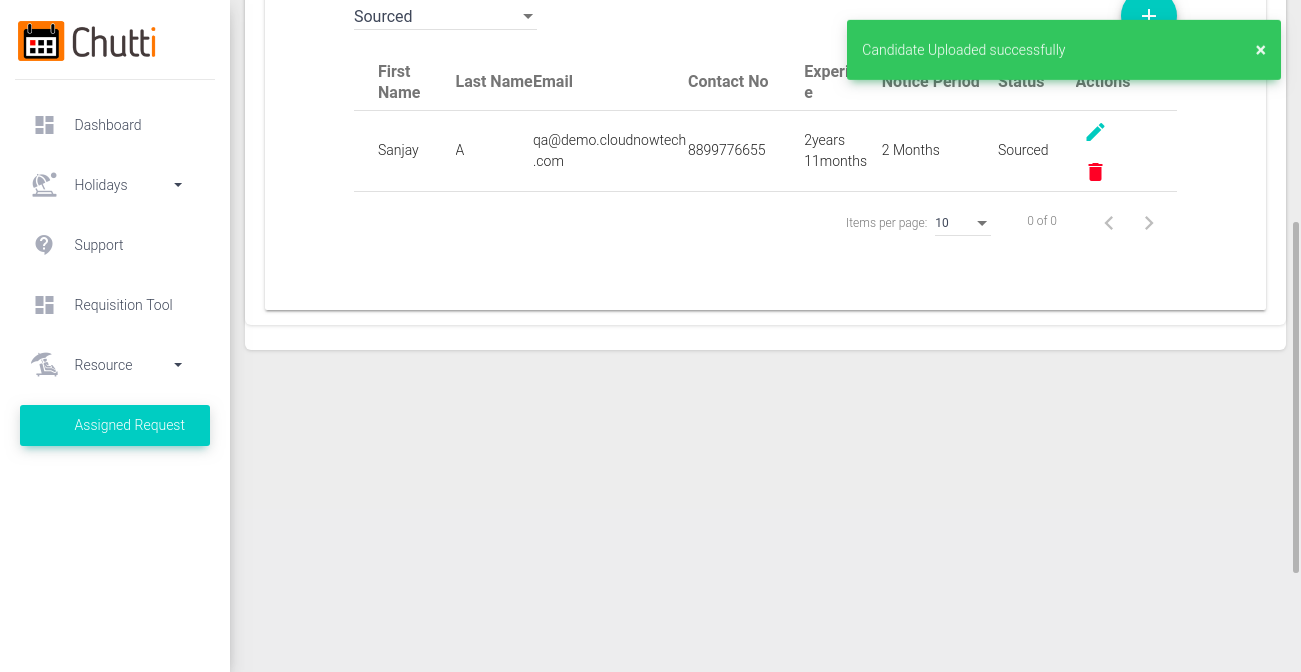 Chutti
Dashboard
Holidays
Support
Requisition Tool
Resource
Assigned Request
Sourced
Candidate Uploaded successfully ×
First
Name
Last Name
Email
Contact No
Experi
e
Notice Period
Status
Actions
Sanjay
A
qa@demo.cloudnowtech
.com
8899776655
2years
11months
2 Months
Sourced
Items per page: 10
0 of 0